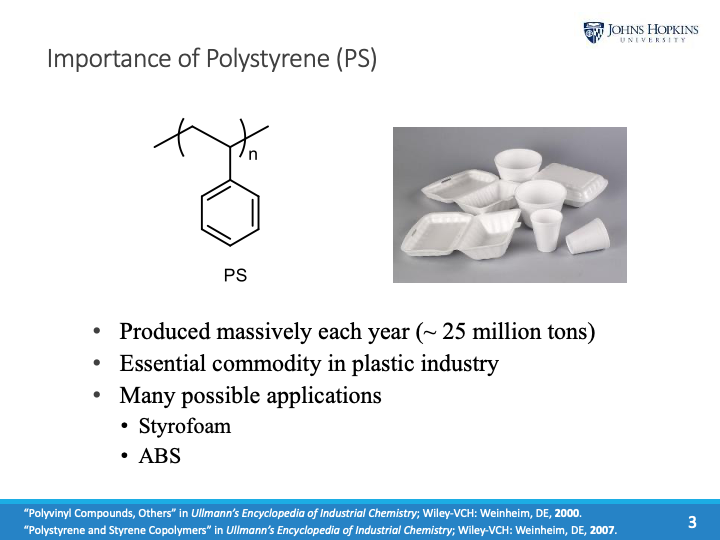 JOHNS HOPKINS
UNIVERSITY
Importance of Polystyrene (PS)
n
PS
• Produced massively each year (~ 25 million tons)
• Essential commodity in plastic industry
• Many possible applications
• Styrofoam
• ABS
“Polyvinyl Compounds, Others” in Ullmann’s Encyclopedia of Industrial Chemistry; Wiley-VCH: Weinheim, DE, 2000.
“Polystyrene and Styrene Copolymers” in Ullmann’s Encyclopedia of Industrial Chemistry; Wiley-VCH: Weinheim, DE, 2007.
3